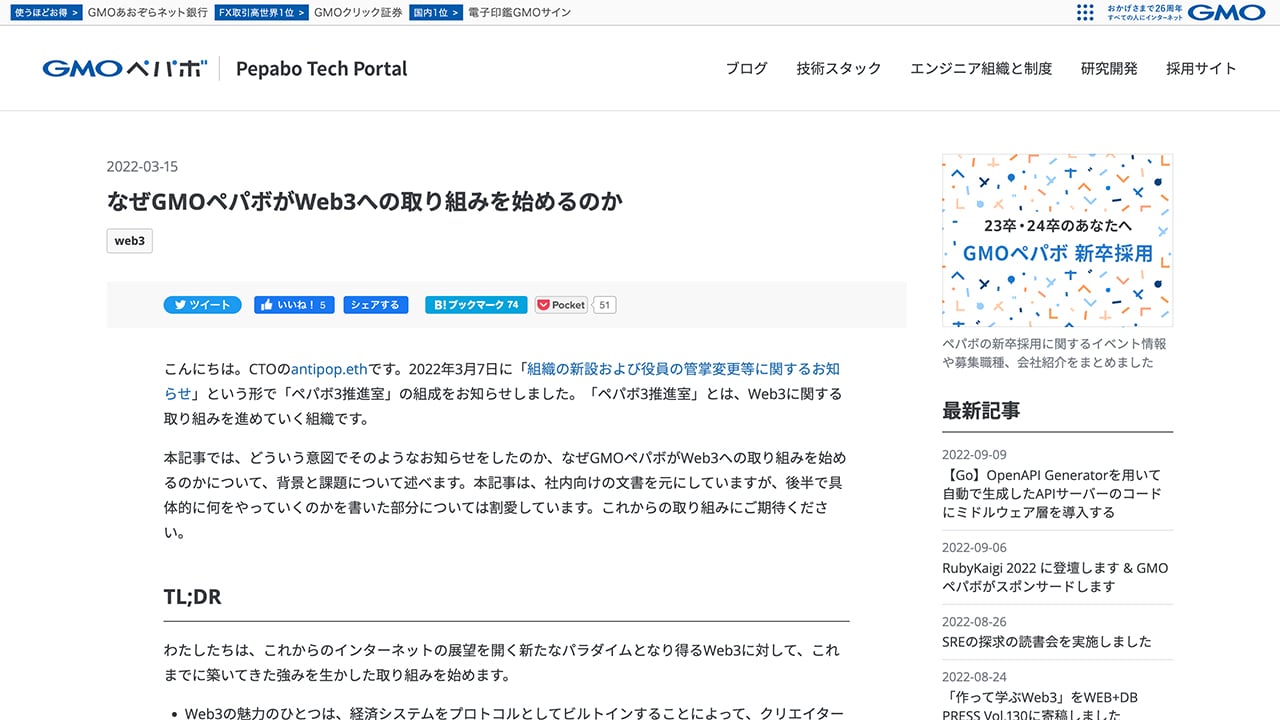 使うほどお得 > GMOあおぞらネット銀行 FX取引高世界1位 > GMOクリック証券 国内1位 > 電子印鑑GMOサイン
おかげさまで26周年
すべての人にインターネット
GMO
GMOペパボ Pepabo Tech Portal
ブログ 技術スタック エンジニア組織と制度 研究開発 採用サイト
2022-03-15
なぜGMOペパボがWeb3への取り組みを始めるのか
web3
ツイート いいね！ 5 シェアする B!ブックマーク 74 Pocket 51
こんにちは。CTOのantipop.ethです。2022年3月7日に「組織の新設および役員の管掌変更等に関するお知
らせ」という形で「ペパボ3推進室」の組成をお知らせしました。「ペパボ3推進室」とは、Web3に関する
取り組みを進めていく組織です。
本記事では、どういう意図でそのようなお知らせをしたのか、なぜGMOペパボがWeb3への取り組みを始め
るのかについて、背景と課題について述べます。本記事は、社内向けの文書を元にしていますが、後半で具
体的に何をやっていくのかを書いた部分については割愛しています。これからの取り組みにご期待くださ
い。
TL;DR
わたしたちは、これからのインターネットの展望を開く新たなパラダイムとなり得るWeb3に対して、これ
までに築いてきた強みを生かした取り組みを始めます。
• Web3の魅力のひとつは、経済システムをプロトコルとしてビルトインすることによって、クリエイター
23卒・24卒のあなたへ
GMOペパボ 新卒採用
ペパボの新卒採用に関するイベント情報
や募集職種、会社紹介をまとめました
最新記事
2022-09-09
【Go】OpenAPI Generatorを用いて
自動で生成したAPIサーバーのコード
にミドルウェア層を導入する
2022-09-06
RubyKaigi 2022 に登壇します & GMO
ペパボがスポンサードします
2022-08-26
SREの探求の読書会を実施しました
2022-08-24
「作って学ぶWeb3」をWEB+DB
PRESS Vol.130に寄稿しました